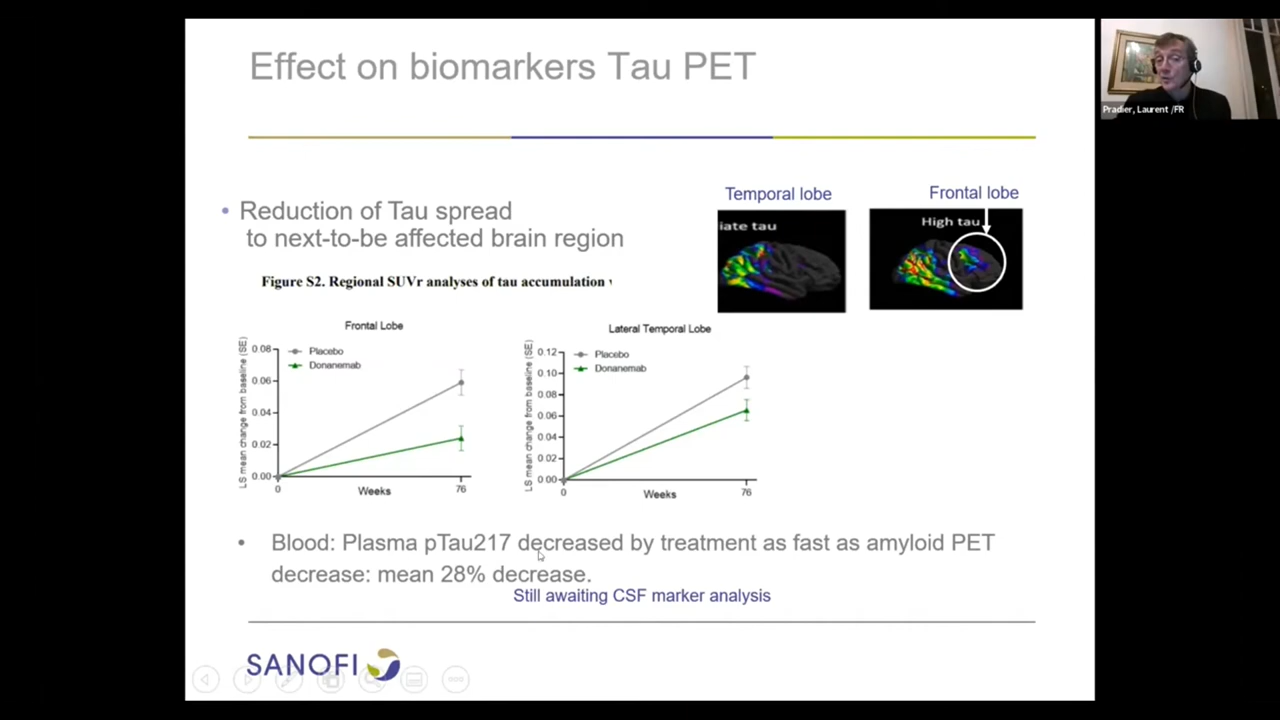 Effect on biomarkers Tau PET
Pradier, Laurent /FR
Temporal lobe
Frontal lobe
• Reduction of Tau spread
to next-to-be affected brain region
iate tau
High tau
Figure S2. Regional SUVr analyses of tau accumulation
Frontal Lobe
LS mean change from baseline (SE)
0.08
0.06
0.04
0.02
0.00
Placebo
Donanemab
0
Weeks
76
Lateral Temporal Lobe
LS mean change from baseline (SE)
0.12
0.10
0.08
0.06
0.04
0.02
0.00
Placebo
Donanemab
0
Weeks
76
• Blood: Plasma pTau217 decreased by treatment as fast as amyloid PET
decrease: mean 28% decrease.
Still awaiting CSF marker analysis
SANOFI